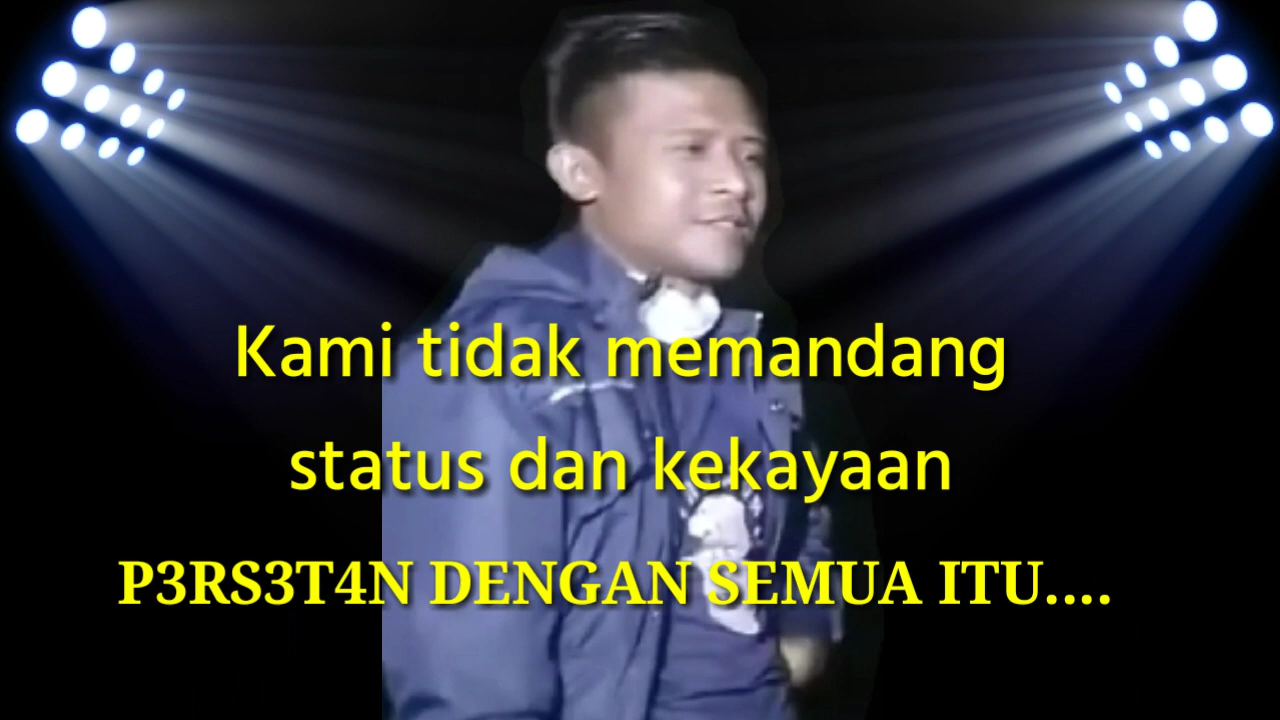 Kami tidak memandang
status dan kekayaan
P3RS3T4N DENGAN SEMUA ITU....